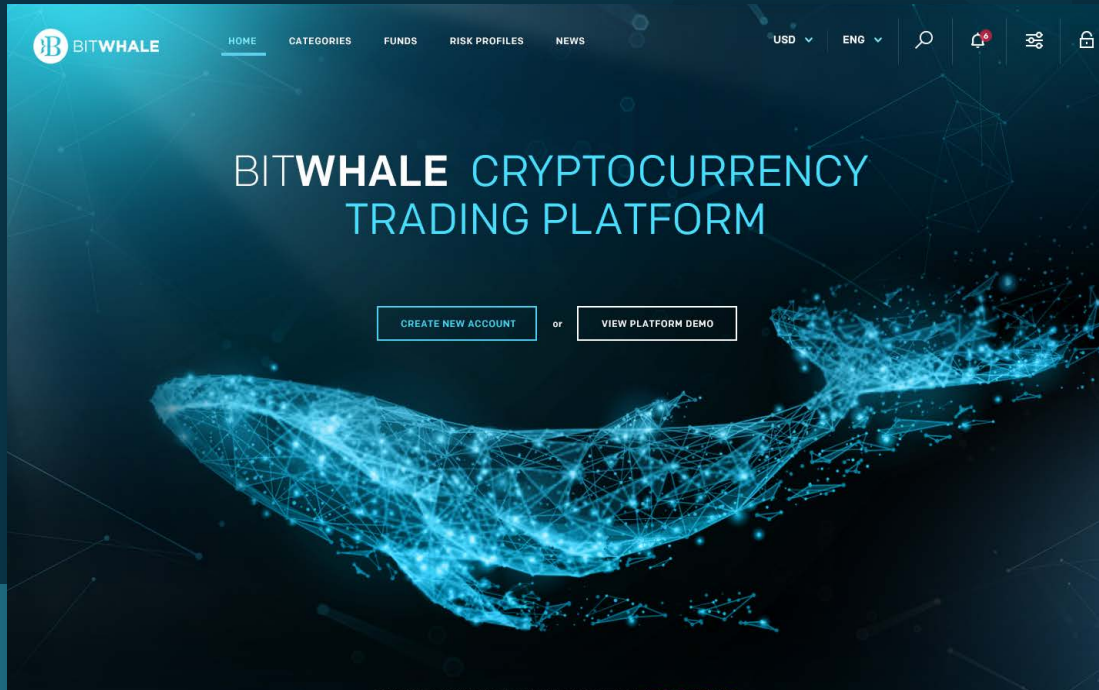 BITWHALE
HOME CATEGORIES FUNDS RISK PROFILES NEWS USD ENG 6
BITWHALE CRYPTOCURRENCY
TRADING PLATFORM
CREATE NEW ACCOUNT or VIEW PLATFORM DEMO